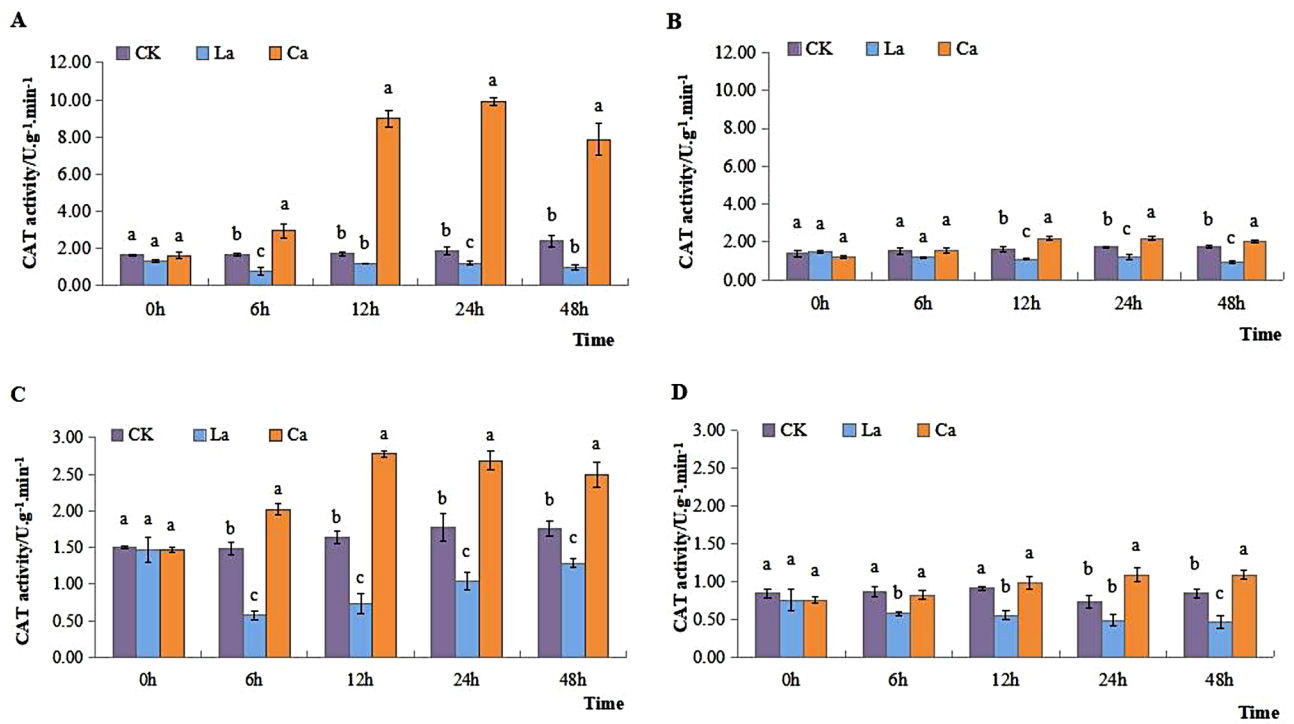 A
CK La Ca
CAT activity/U.g⁻¹.min⁻¹
12.00
10.00
8.00
6.00
4.00
2.00
0.00
a a a b c a b b a b c a b b a
0h 6h 12h 24h 48h
Time
B
CK La Ca
CAT activity/U.g⁻¹.min⁻¹
12.00
10.00
8.00
6.00
4.00
2.00
0.00
a a a a a a b c a b c a b c a
0h 6h 12h 24h 48h
Time
C
CK La Ca
CAT activity/U.g⁻¹.min⁻¹
3.00
2.50
2.00
1.50
1.00
0.50
0.00
a a a b c a b c a b c a b c a
0h 6h 12h 24h 48h
Time
D
CK La Ca
CAT activity/U.g⁻¹.min⁻¹
3.00
2.50
2.00
1.50
1.00
0.50
0.00
a a a a b a a b a b b a b c a
0h 6h 12h 24h 48h
Time